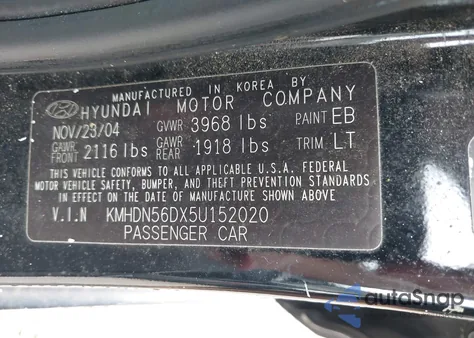 MANUFACTURED IN KOREA BY
HYUNDAI MOTOR COMPANY
NOV/23/04 GVWR 3968 lbs PAINT EB
GAWR FRONT 2116 lbs GAWR REAR 1918 lbs TRIM LT
THIS VEHICLE CONFORMS TO ALL APPLICABLE U.S.A. FEDERAL
MOTOR VEHICLE SAFETY, BUMPER, AND THEFT PREVENTION STANDARDS
IN EFFECT ON THE DATE OF MANUFACTURE SHOWN ABOVE
V.I.N KMHDN56DX5U152020
PASSENGER CAR
autoSnap